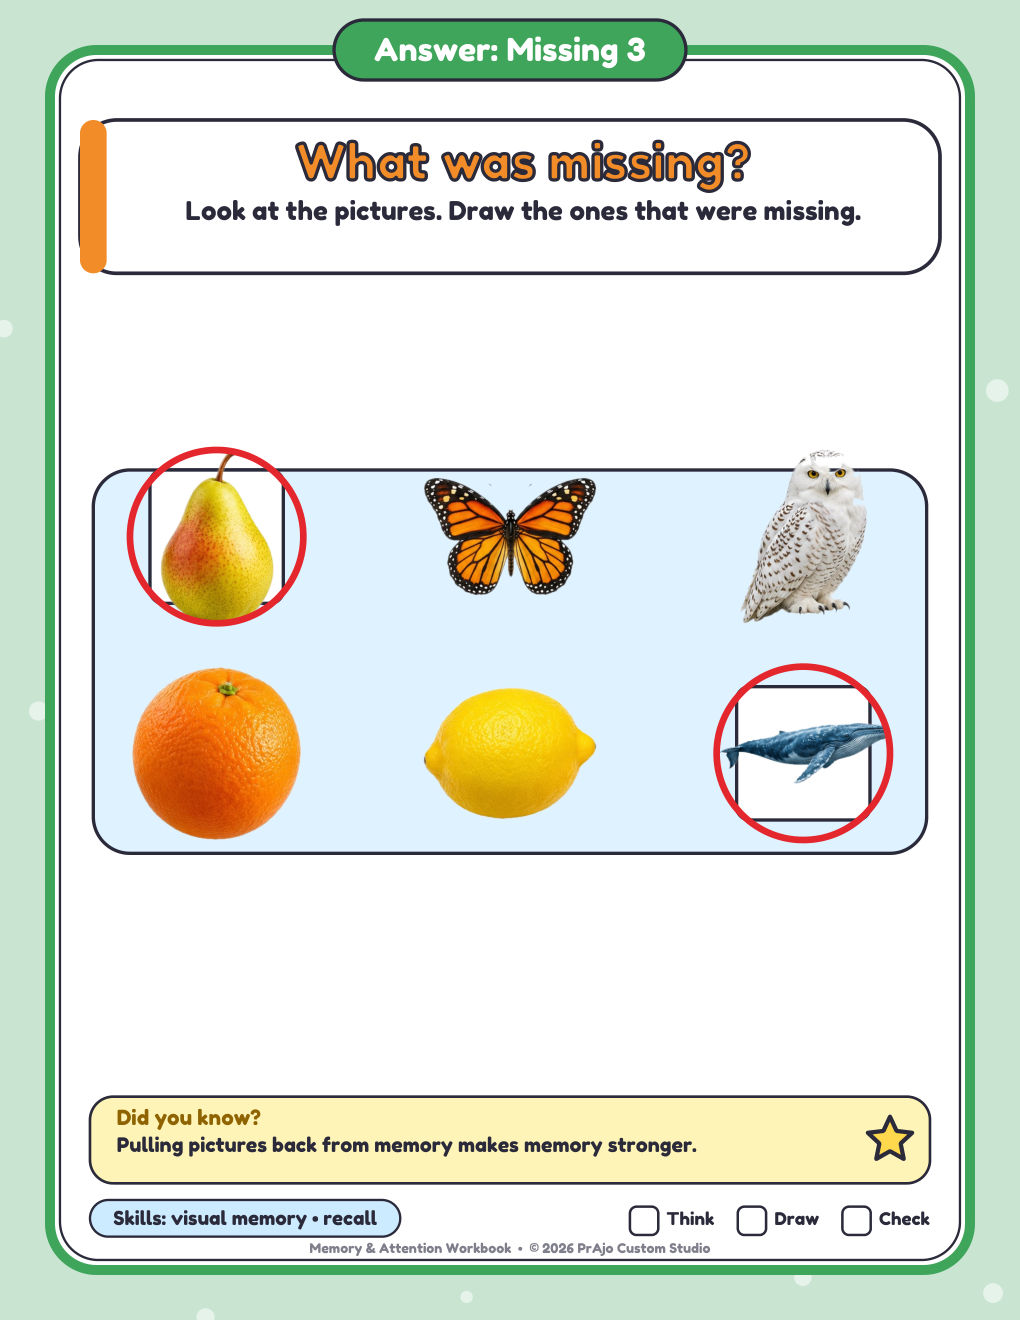 Answer: Missing 3
What was missing?
Look at the pictures. Draw the ones that were missing.
Did you know?
Pulling pictures back from memory makes memory stronger.
Skills: visual memory • recall
Think
Draw
Check
Memory & Attention Workbook • © 2026 PrAjo Custom Studio